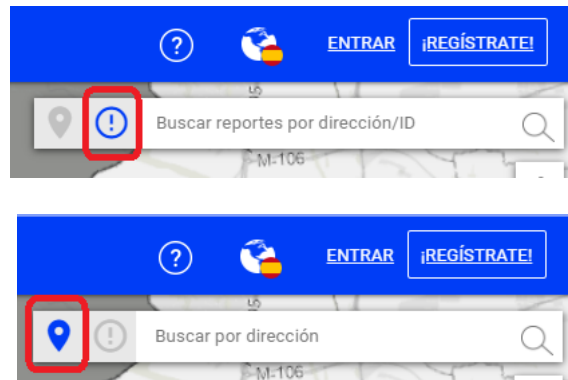 ? ENTRAR ¡REGÍSTRATE!
Buscar reportes por dirección/ID
M-106
? ENTRAR ¡REGÍSTRATE!
Buscar por dirección
M-106